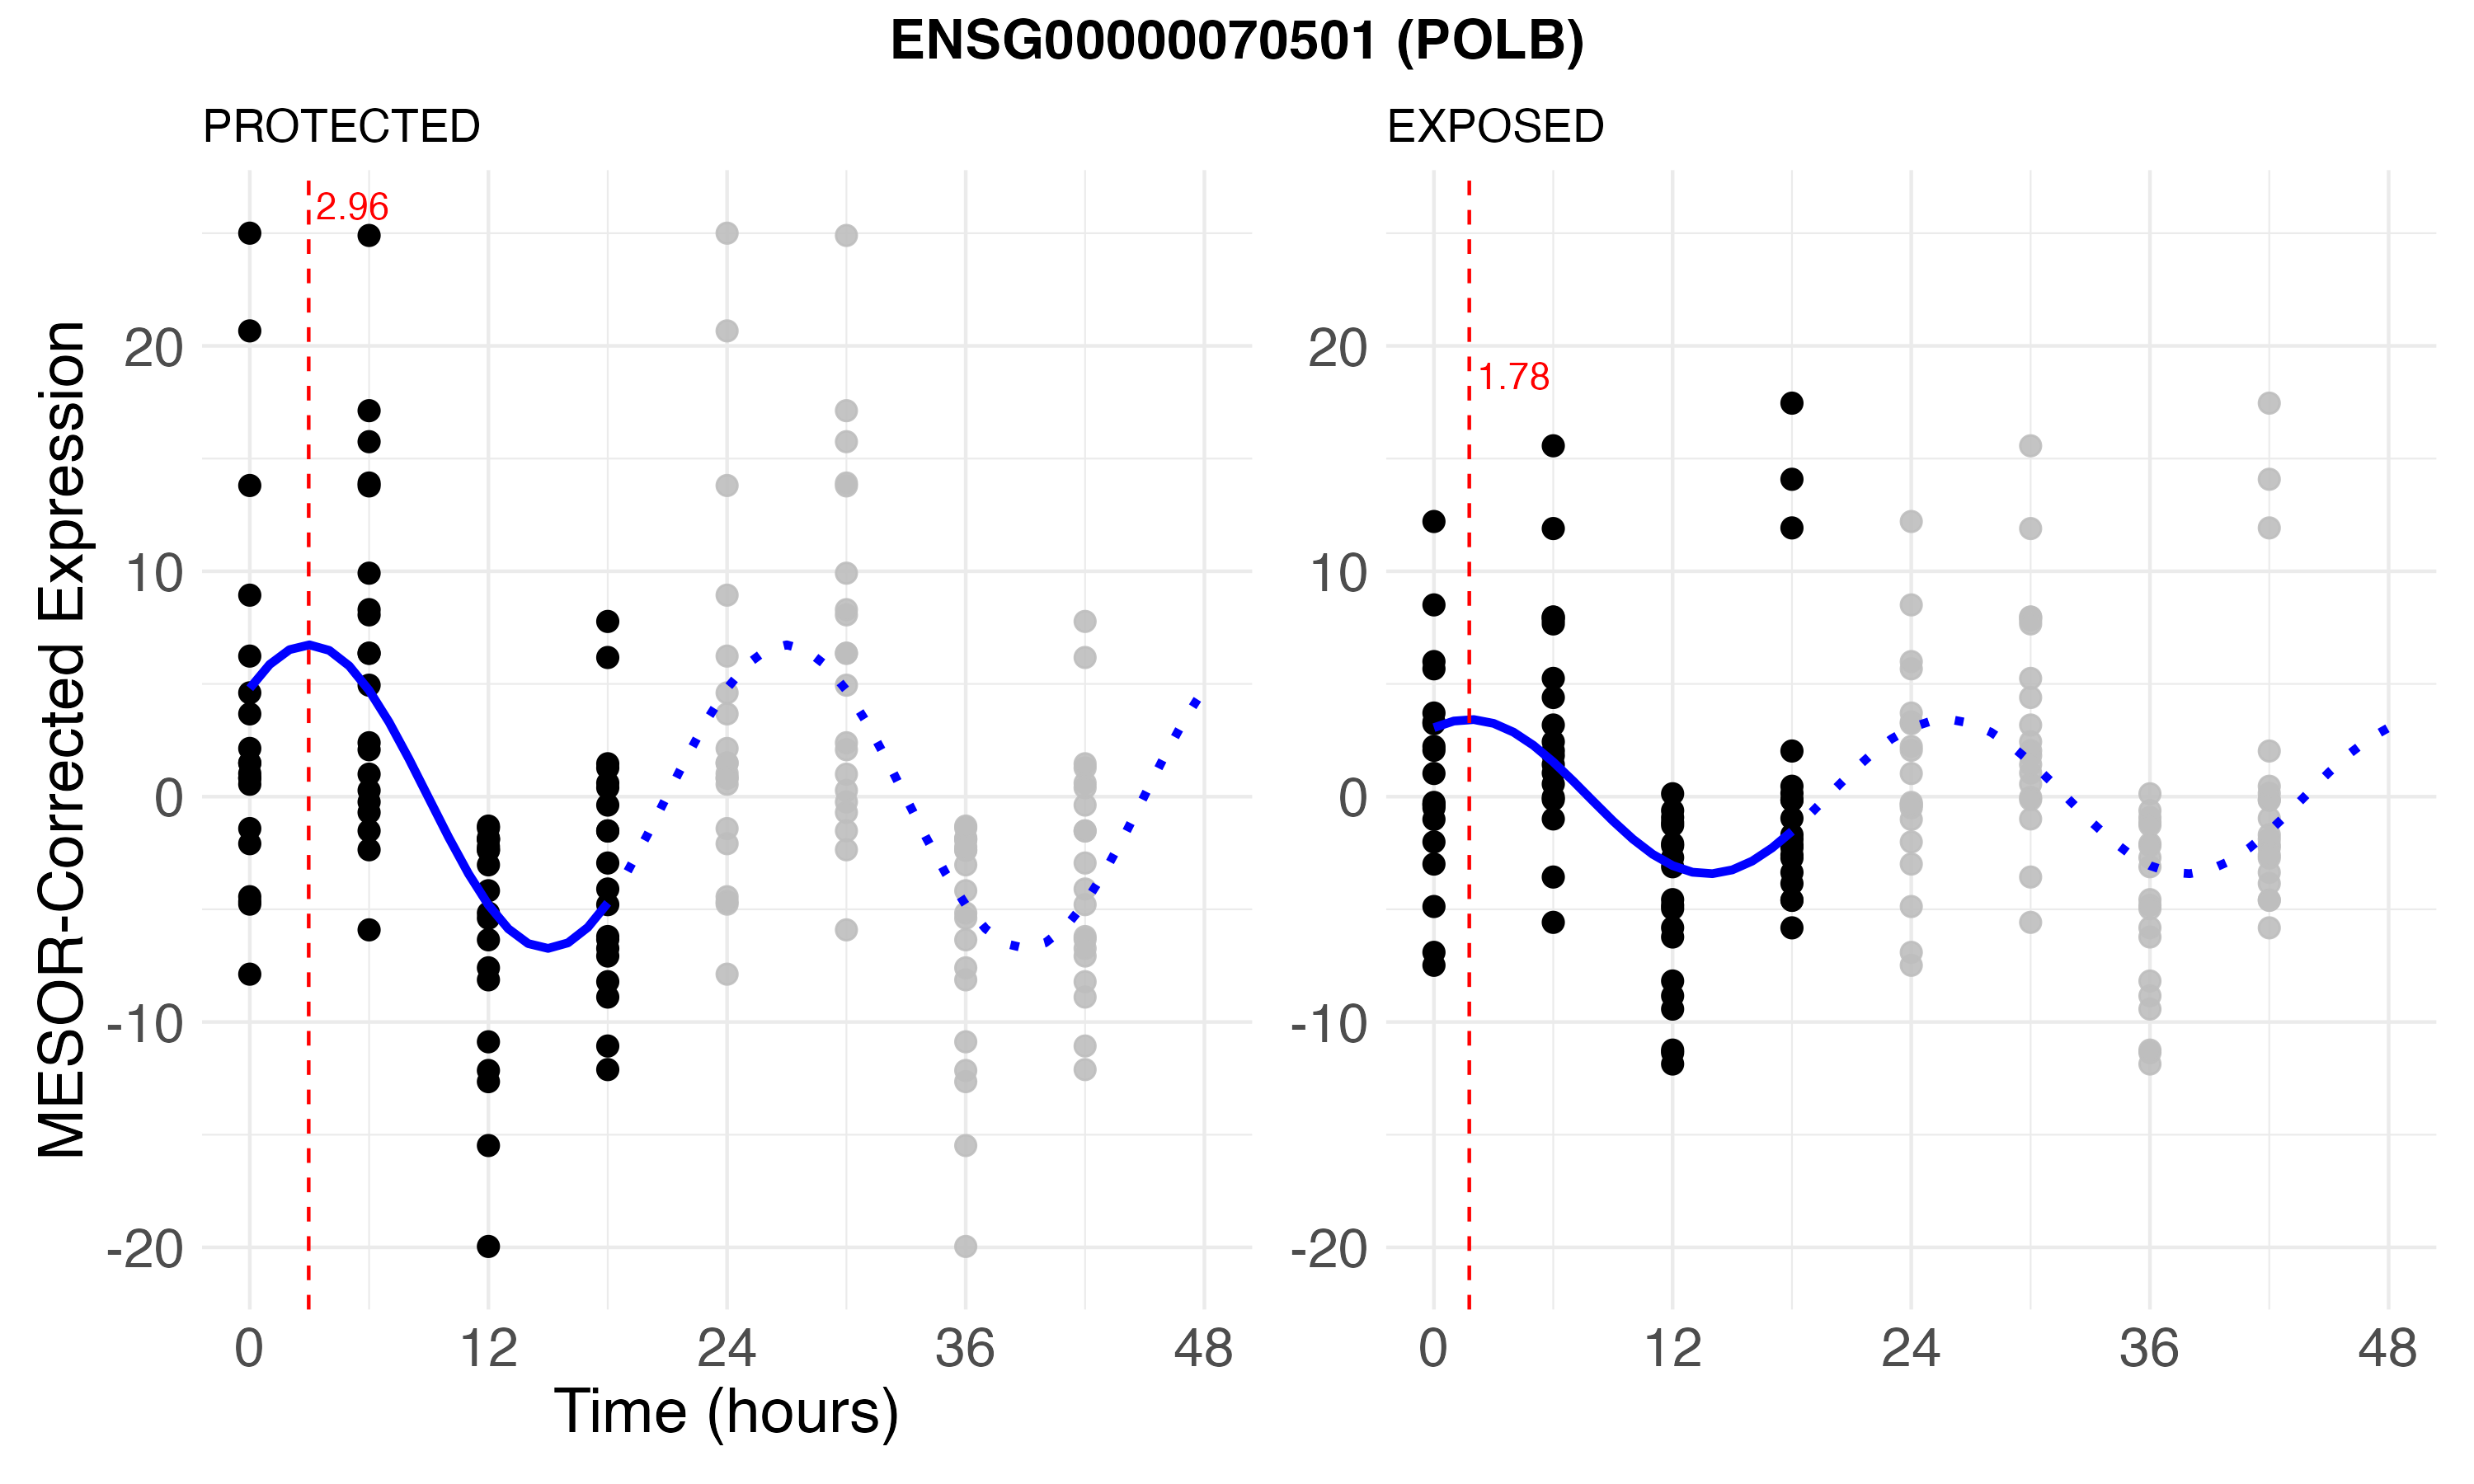 ENSG00000070501 (POLB)
PROTECTED
EXPOSED
MESOR-Corrected Expression
20
10
0
-10
-20
2.96
0 12 24 36 48
Time (hours)
20
10
0
-10
-20
1.78
0 12 24 36 48